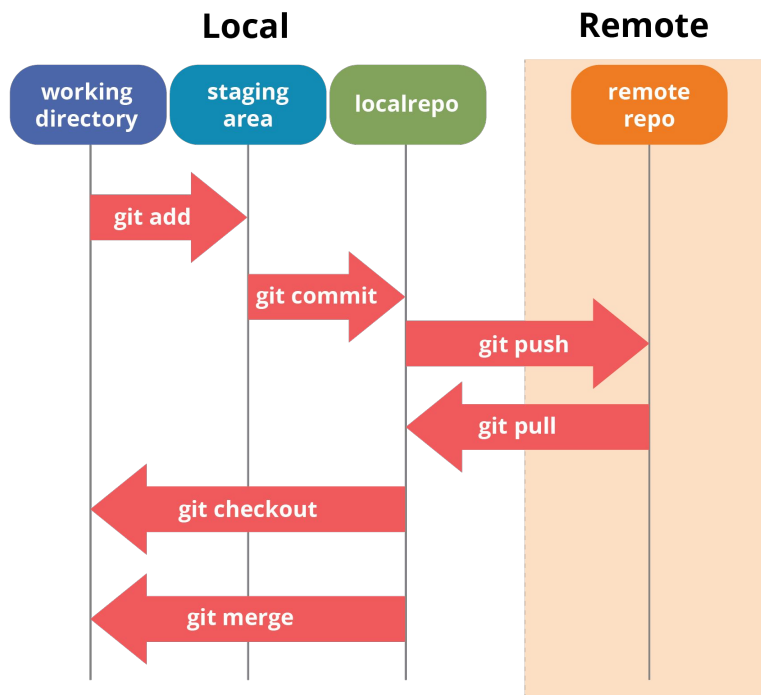 Local
Remote
working
directory
staging
area
localrepo
remote
repo
git add
git commit
git push
git pull
git checkout
git merge